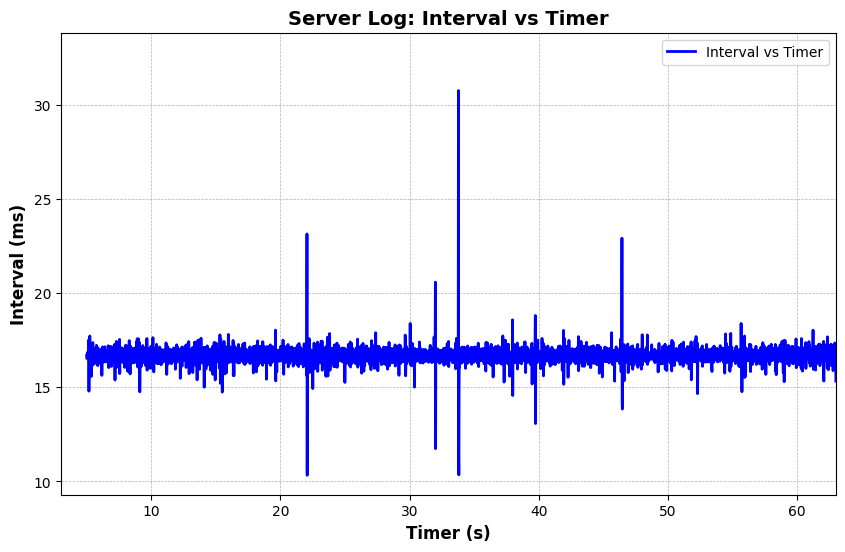 Server Log: Interval vs Timer
Interval vs Timer
30
25
20
15
10
Interval (ms)
10 20 30 40 50 60
Timer (s)